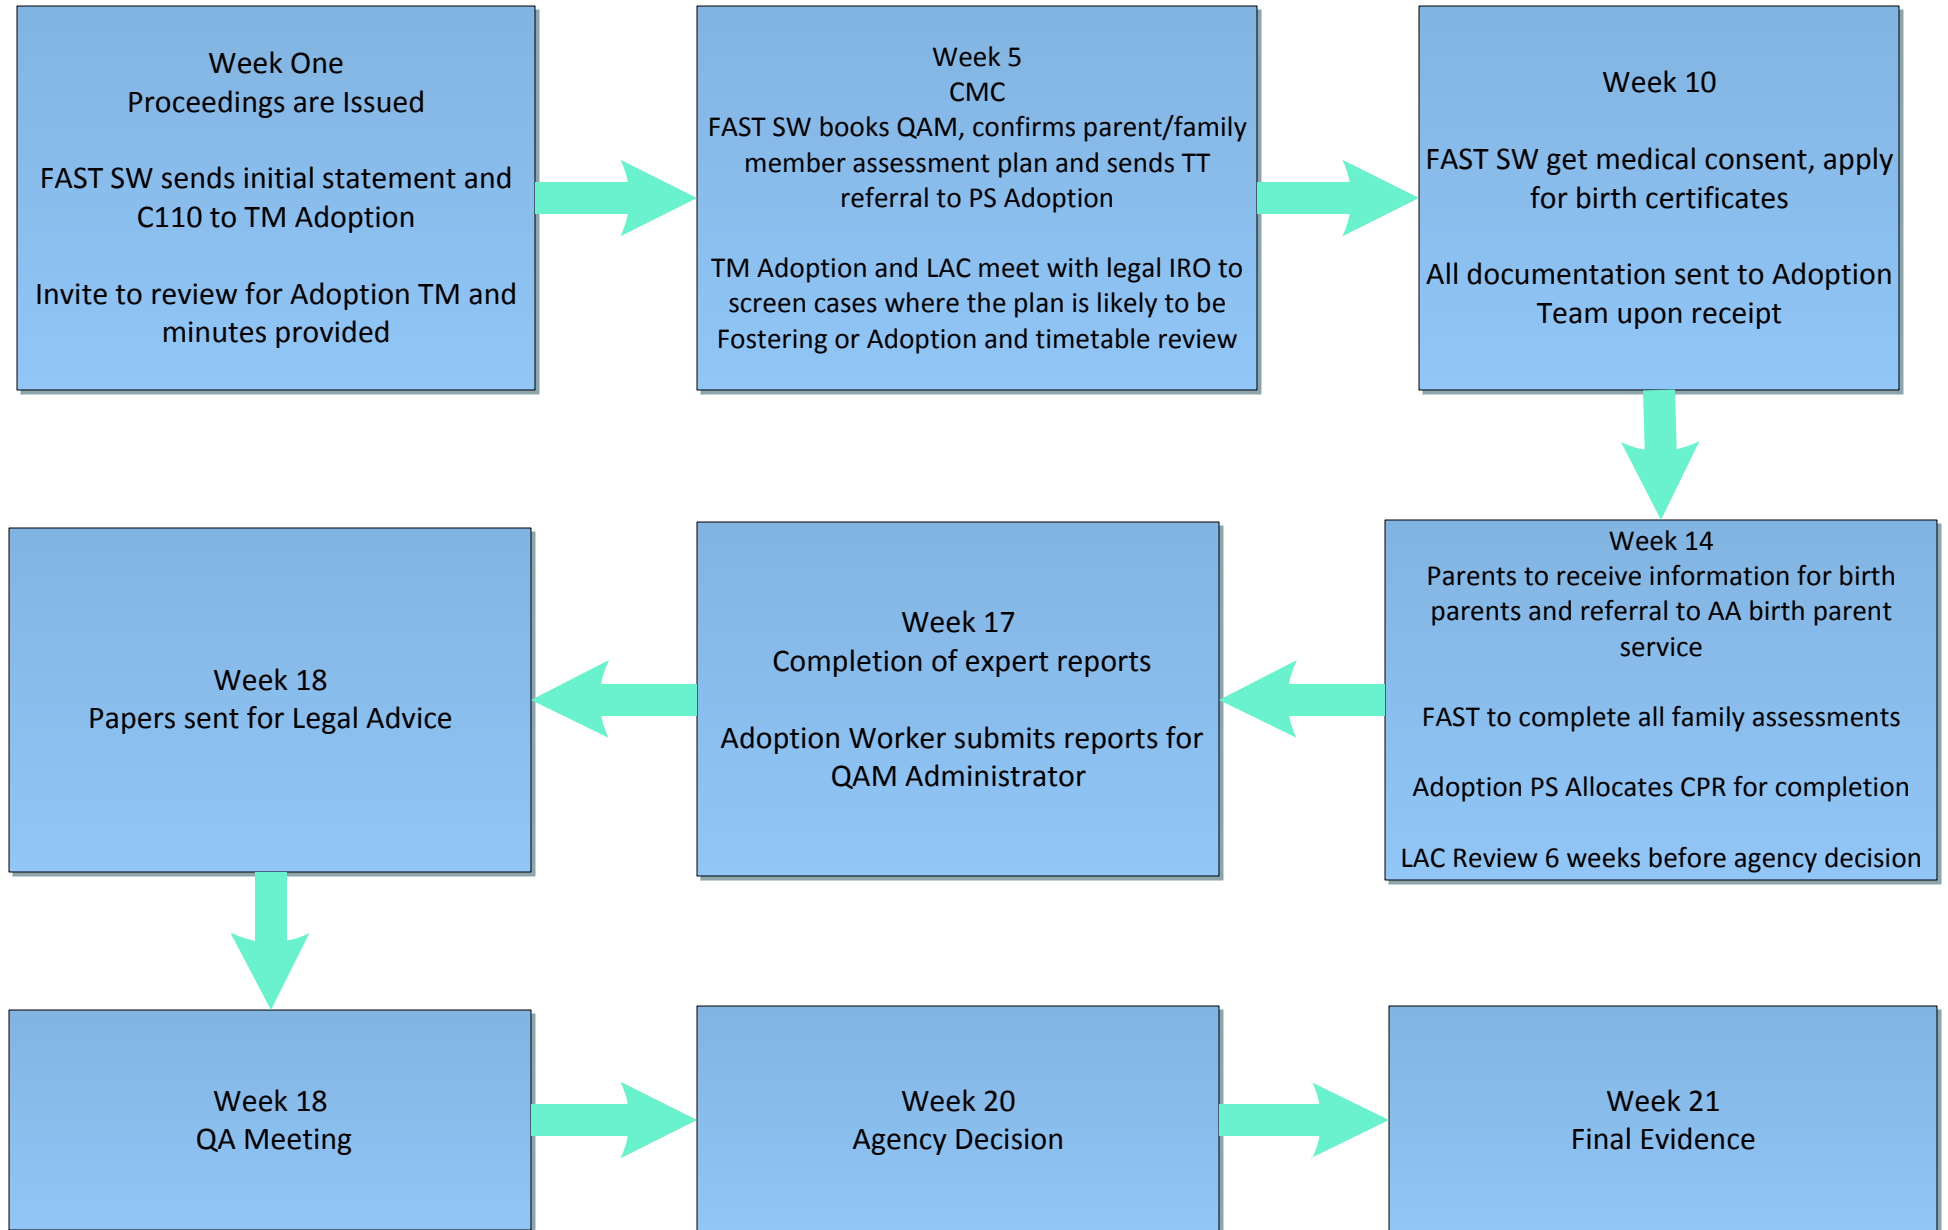 Week One
Proceedings are Issued
FAST SW sends initial statement and
C110 to TM Adoption
Invite to review for Adoption TM and
minutes provided
Week 5
CMC
FAST SW books QAM, confirms parent/family
member assessment plan and sends TT
referral to PS Adoption
TM Adoption and LAC meet with legal IRO to
screen cases where the plan is likely to be
Fostering or Adoption and timetable review
Week 10
FAST SW get medical consent, apply
for birth certificates
All documentation sent to Adoption
Team upon receipt
Week 14
Parents to receive information for birth
parents and referral to AA birth parent
service
FAST to complete all family assessments
Adoption PS Allocates CPR for completion
LAC Review 6 weeks before agency decision
Week 17
Completion of expert reports
Adoption Worker submits reports for
QAM Administrator
Week 18
Papers sent for Legal Advice
Week 18
QA Meeting
Week 20
Agency Decision
Week 21
Final Evidence